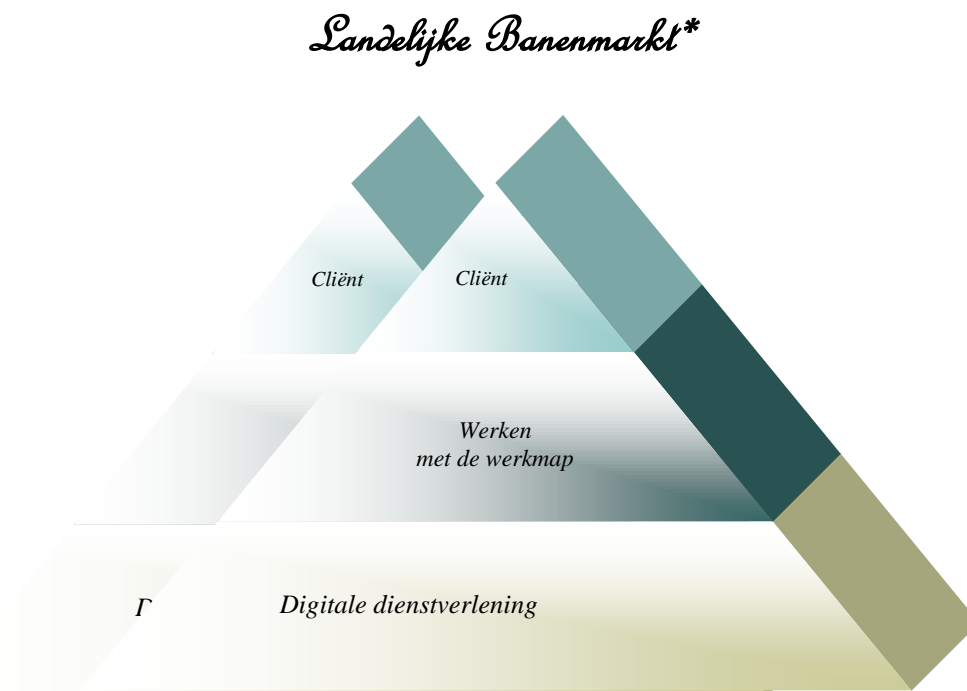 Landelijke Banenmarkt*
Cliënt
Cliënt
Werken
met de werkmap
Digitale dienstverlening